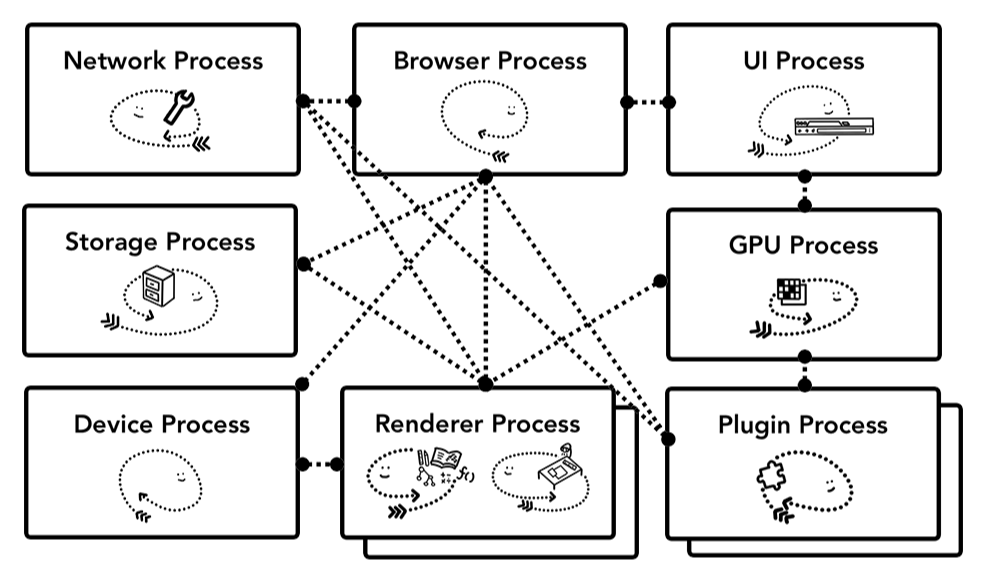 Network Process
Browser Process
UI Process
Storage Process
GPU Process
Device Process
Renderer Process
Plugin Process